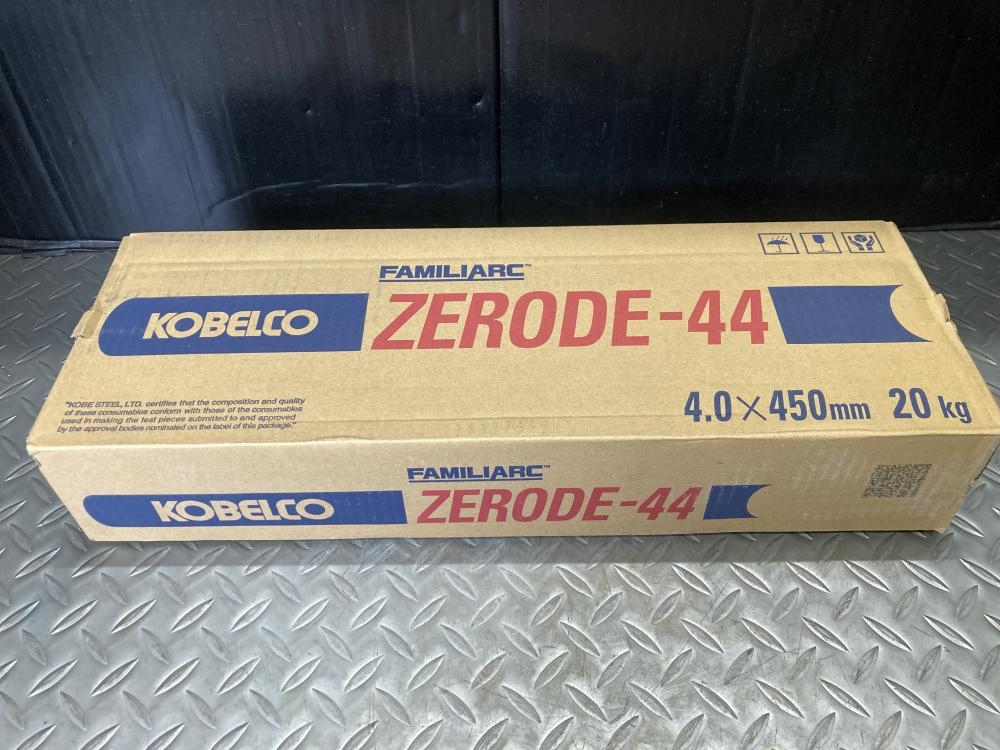 FAMILIARC™
KOBELCO ZERODE-44
"KOBE STEEL, LTD. certifies that the composition and quality
of these consumables conform with those of the consumables
used in making the test pieces submitted to and approved
by the approval bodies nominated on the label of this package."
4.0×450mm 20 kg
FAMILIARC™
KOBELCO ZERODE-44